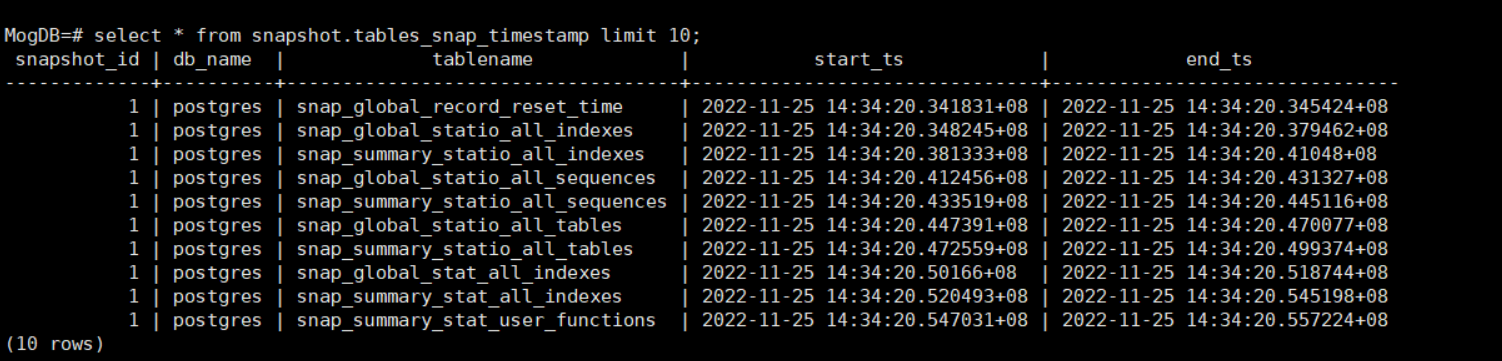 MogDB=# select * from snapshot.tables_snap_timestamp limit 10;
 snapshot_id | db_name  |             tablename             |           start_ts            |            end_ts
-------------+----------+-----------------------------------+-------------------------------+-------------------------------
           1 | postgres | snap_global_record_reset_time     | 2022-11-25 14:34:20.341831+08 | 2022-11-25 14:34:20.345424+08
           1 | postgres | snap_global_statio_all_indexes    | 2022-11-25 14:34:20.348245+08 | 2022-11-25 14:34:20.379462+08
           1 | postgres | snap_summary_statio_all_indexes   | 2022-11-25 14:34:20.381333+08 | 2022-11-25 14:34:20.41048+08
           1 | postgres | snap_global_statio_all_sequences  | 2022-11-25 14:34:20.412456+08 | 2022-11-25 14:34:20.431327+08
           1 | postgres | snap_summary_statio_all_sequences | 2022-11-25 14:34:20.433519+08 | 2022-11-25 14:34:20.445116+08
           1 | postgres | snap_global_statio_all_tables     | 2022-11-25 14:34:20.447391+08 | 2022-11-25 14:34:20.470077+08
           1 | postgres | snap_summary_statio_all_tables    | 2022-11-25 14:34:20.472559+08 | 2022-11-25 14:34:20.499374+08
           1 | postgres | snap_global_stat_all_indexes      | 2022-11-25 14:34:20.50166+08  | 2022-11-25 14:34:20.518744+08
           1 | postgres | snap_summary_stat_all_indexes     | 2022-11-25 14:34:20.520493+08 | 2022-11-25 14:34:20.545198+08
           1 | postgres | snap_summary_stat_user_functions  | 2022-11-25 14:34:20.547031+08 | 2022-11-25 14:34:20.557224+08
(10 rows)